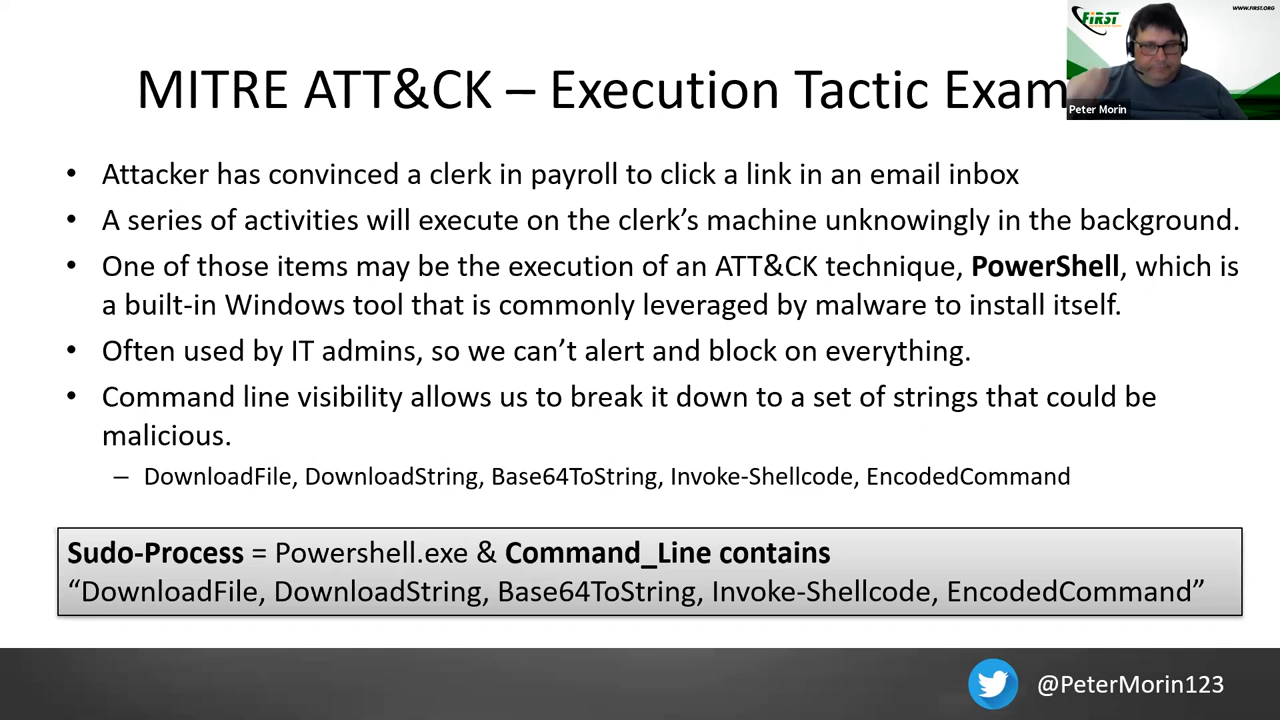 WWW.FIRST.ORG
FiRST
Peter Morin
MITRE ATT&CK – Execution Tactic Exam
• Attacker has convinced a clerk in payroll to click a link in an email inbox
• A series of activities will execute on the clerk’s machine unknowingly in the background.
• One of those items may be the execution of an ATT&CK technique, PowerShell, which is
a built-in Windows tool that is commonly leveraged by malware to install itself.
• Often used by IT admins, so we can’t alert and block on everything.
• Command line visibility allows us to break it down to a set of strings that could be
malicious.
– DownloadFile, DownloadString, Base64ToString, Invoke-Shellcode, EncodedCommand
Sudo-Process = Powershell.exe & Command_Line contains
“DownloadFile, DownloadString, Base64ToString, Invoke-Shellcode, EncodedCommand”
@PeterMorin123